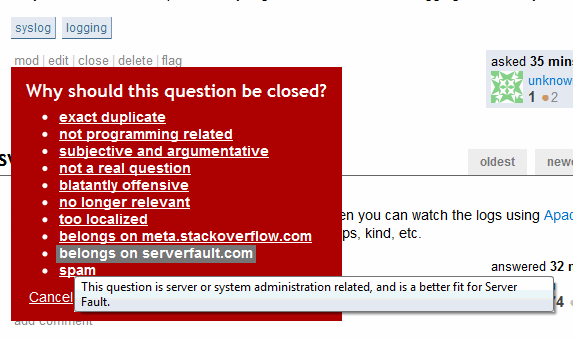 syslog logging
mod | edit | close | delete | flag
asked 35 mins
unknow
1 2
Why should this question be closed?
exact duplicate
not programming related
subjective and argumentative
not a real question
blatantly offensive
no longer relevant
too localized
belongs on meta.stackoverflow.com
belongs on serverfault.com
spam
Cancel
oldest newe
en you can watch the logs using Apac
ps, kind, etc.
answered 32 m
This question is server or system administration related, and is a better fit for Server
Fault.
74
add comment